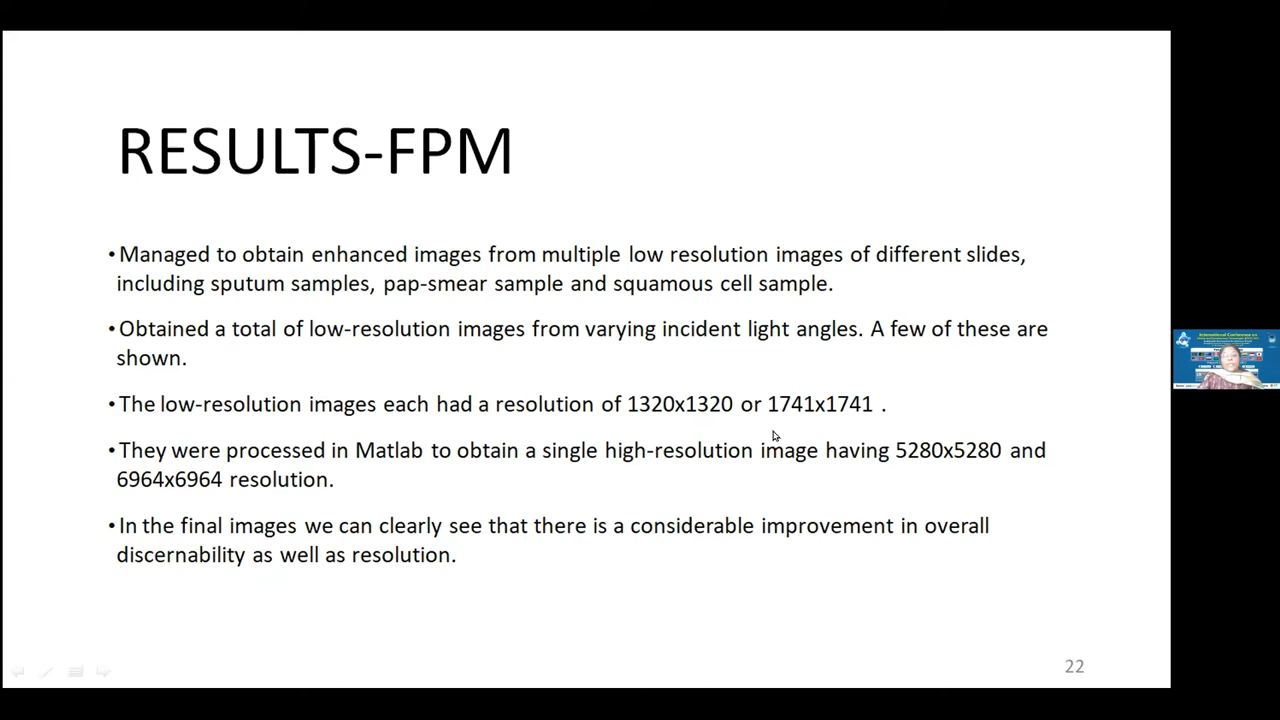 RESULTS-FPM
•Managed to obtain enhanced images from multiple low resolution images of different slides,
including sputum samples, pap-smear sample and squamous cell sample.
•Obtained a total of low-resolution images from varying incident light angles. A few of these are
shown.
•The low-resolution images each had a resolution of 1320x1320 or 1741x1741 .
•They were processed in Matlab to obtain a single high-resolution image having 5280x5280 and
6964x6964 resolution.
•In the final images we can clearly see that there is a considerable improvement in overall
discernability as well as resolution.
22
International Conference on